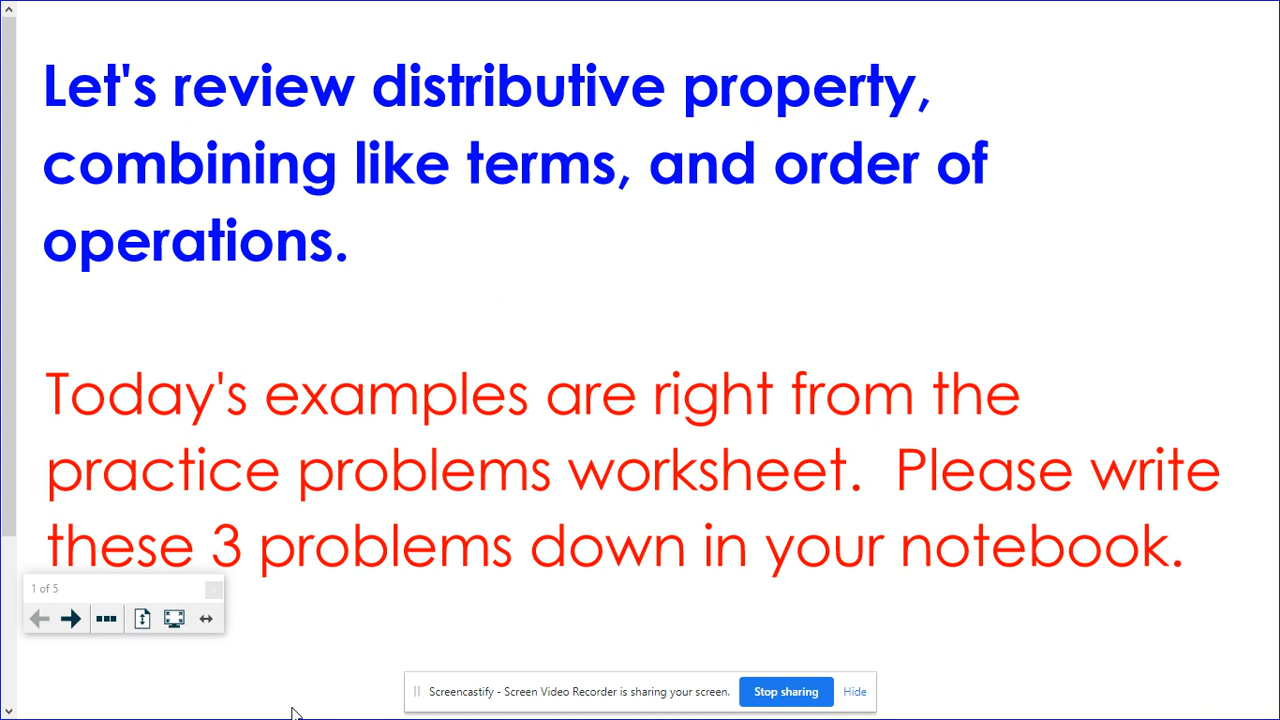 Let's review distributive property,
combining like terms, and order of
operations.
Today's examples are right from the
practice problems worksheet.  Please write
these 3 problems down in your notebook.
1 of 5
Screencastify - Screen Video Recorder is sharing your screen.
Stop sharing
Hide